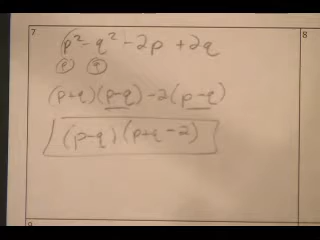 7
8
p² - q² - 2p + 2q
(p+q)(p-q) - 2(p-q)
(p-q)(p+q-2)